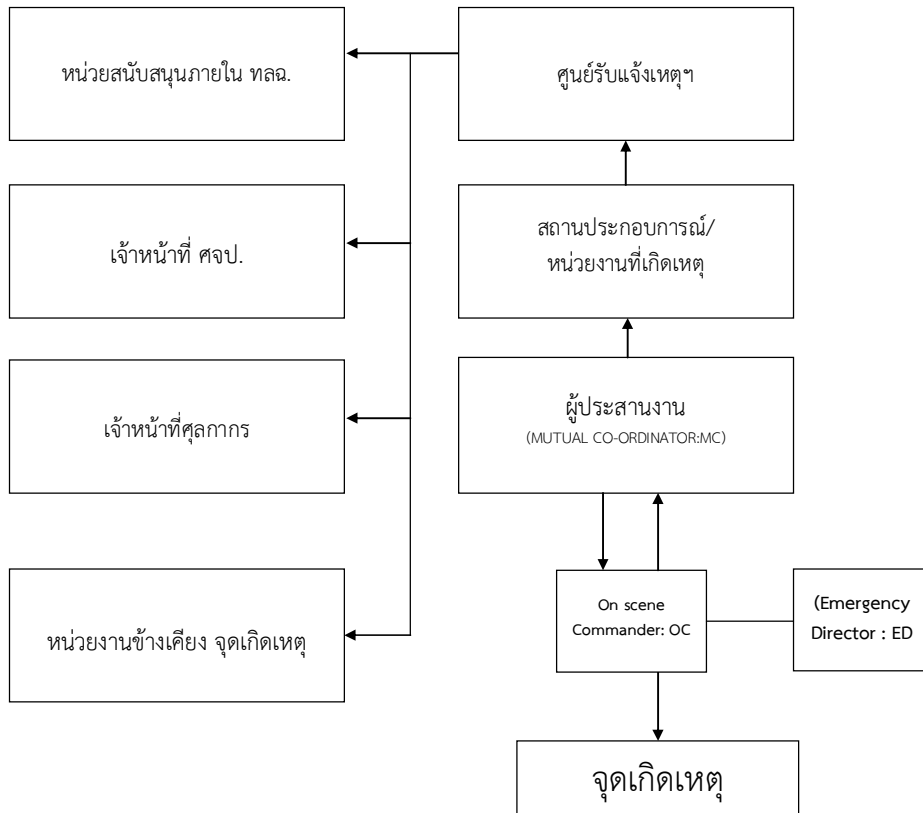 หน่วยสนับสนุนภายใน ทลฉ.
ศูนย์รับแจ้งเหตุฯ
เจ้าหน้าที่ ศจป.
สถานประกอบการณ์/
หน่วยงานที่เกิดเหตุ
เจ้าหน้าที่ศุลกากร
ผู้ประสานงาน
(MUTUAL CO-ORDINATOR:MC)
หน่วยงานข้างเคียง จุดเกิดเหตุ
On scene
Commander: OC
(Emergency
Director : ED
จุดเกิดเหตุ